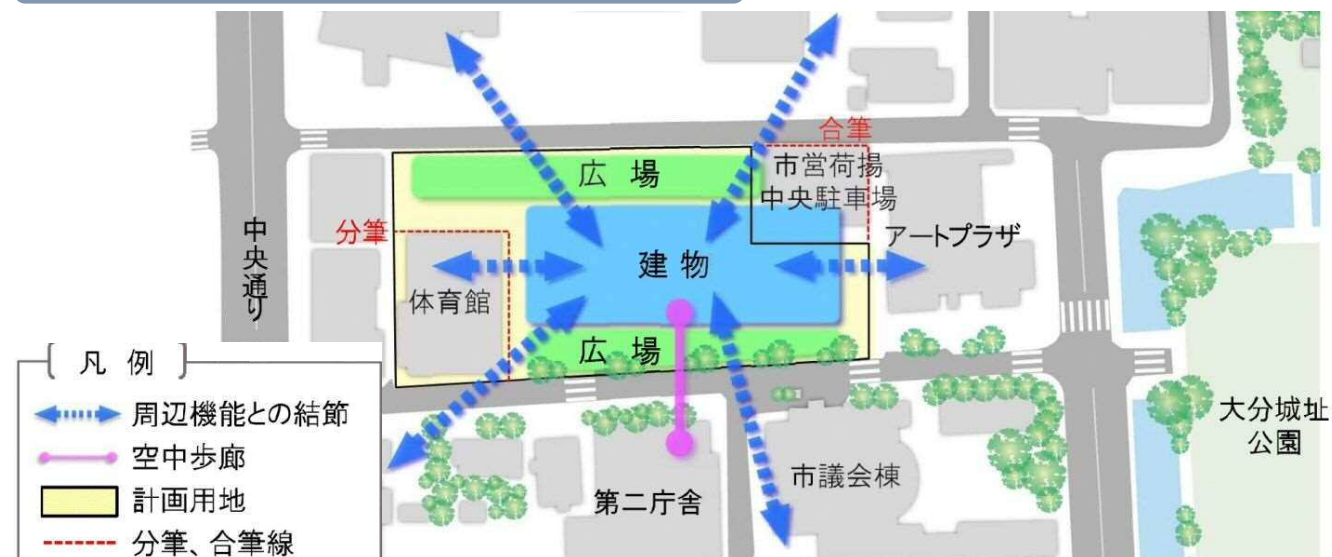 合筆
広場
市営荷揚
中央駐車場
分筆
中央通り
アートプラザ
建物
体育館
広場
凡例
周辺機能との結節
空中歩廊
計画用地
分筆、合筆線
第二庁舎
市議会棟
大分城址
公園